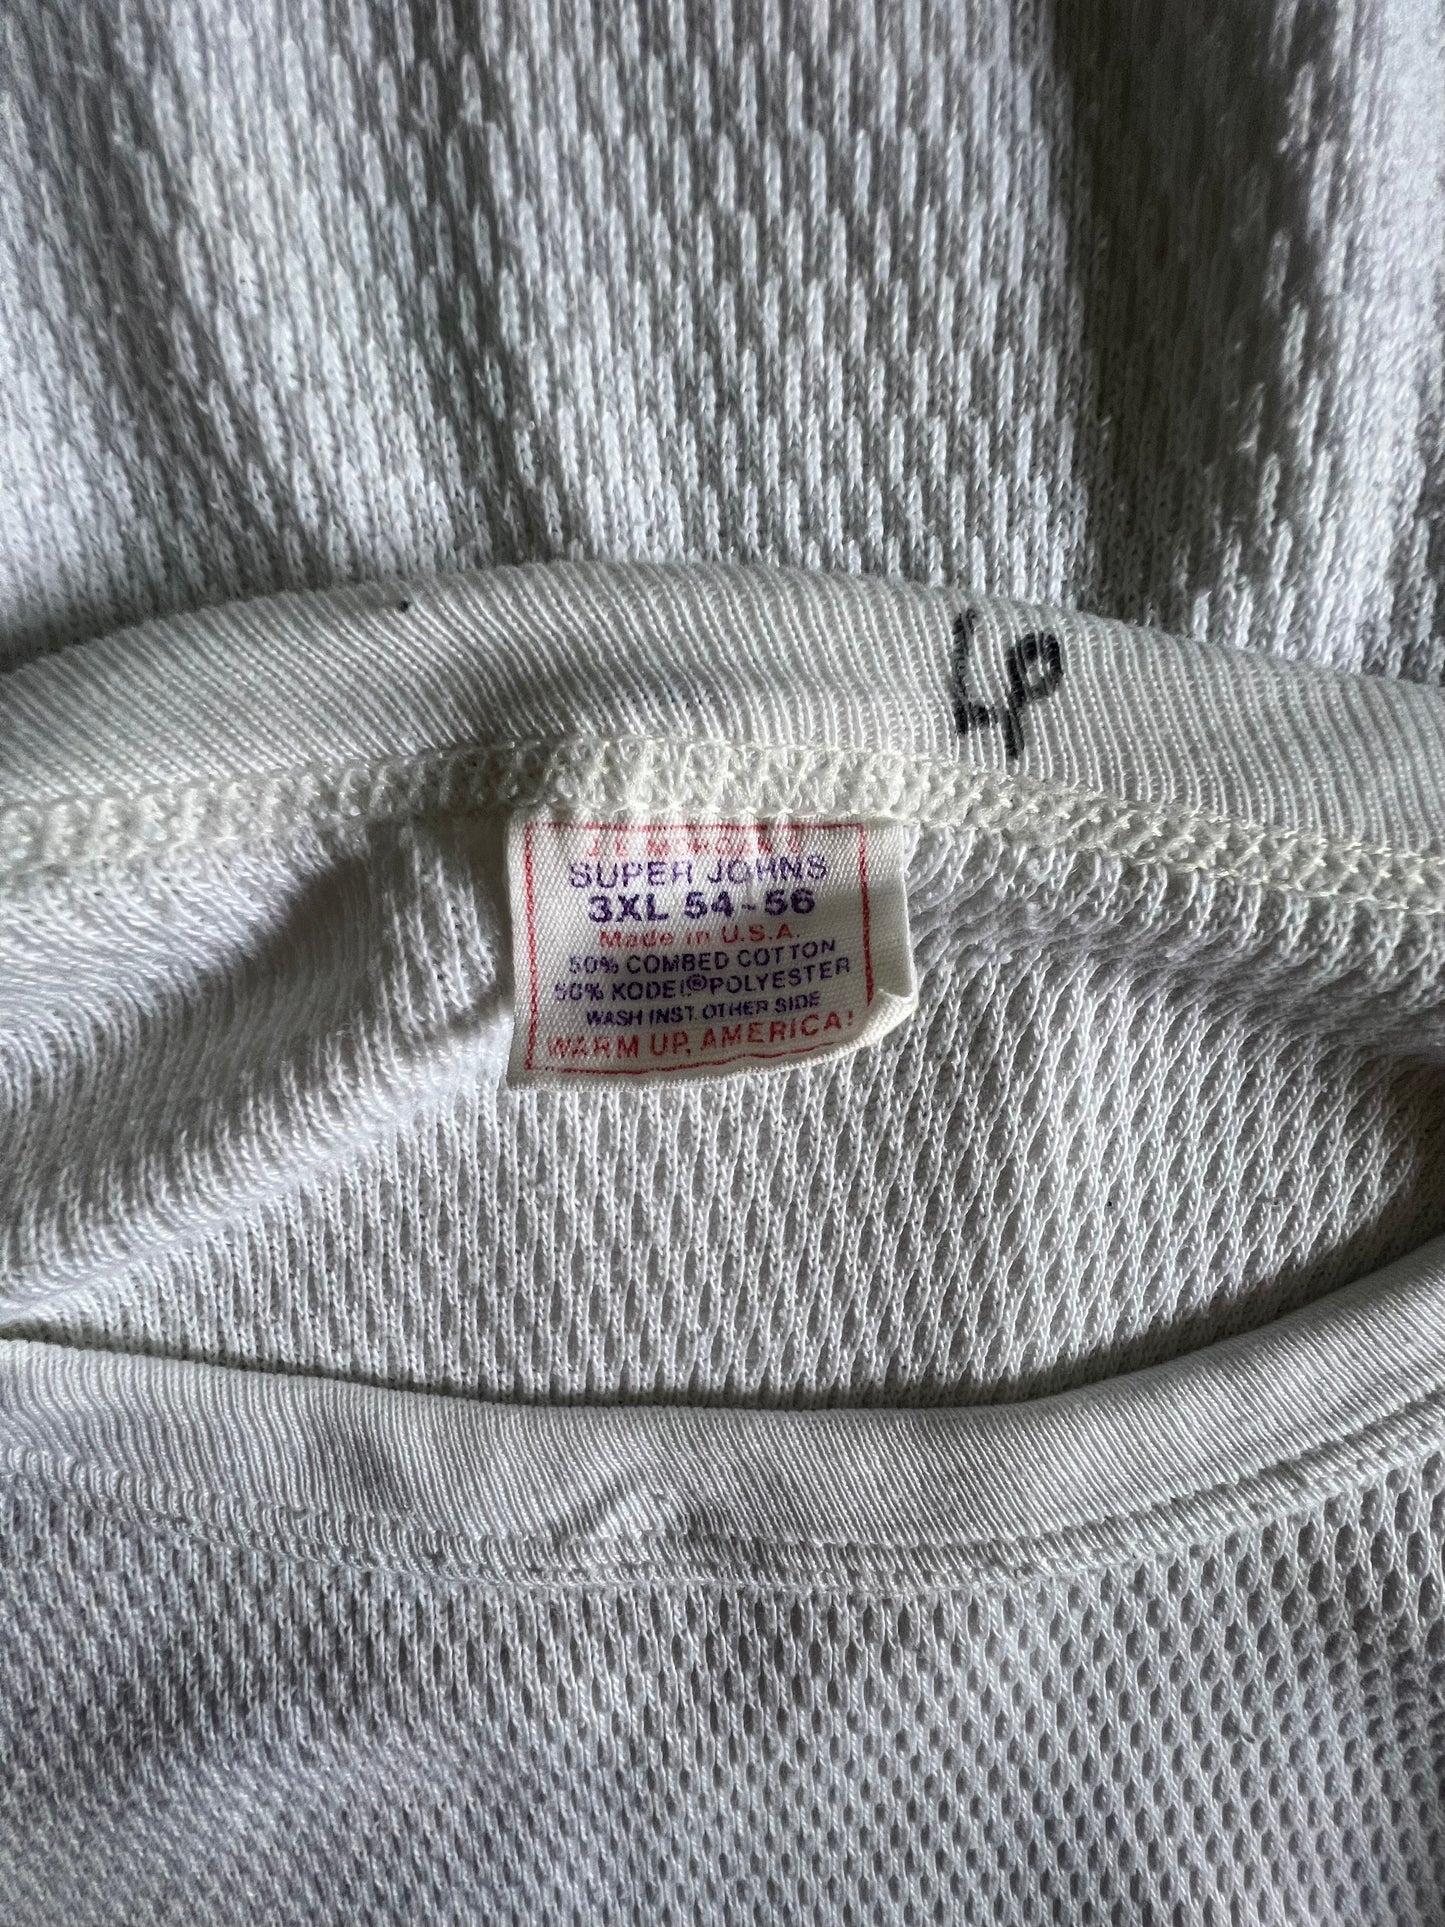 SUPER JOHNS
3XL 54-56
Made in U.S.A.
50% COMBED COTTON
50% KODEL® POLYESTER
WASH INST. OTHER SIDE
WARM UP, AMERICA!